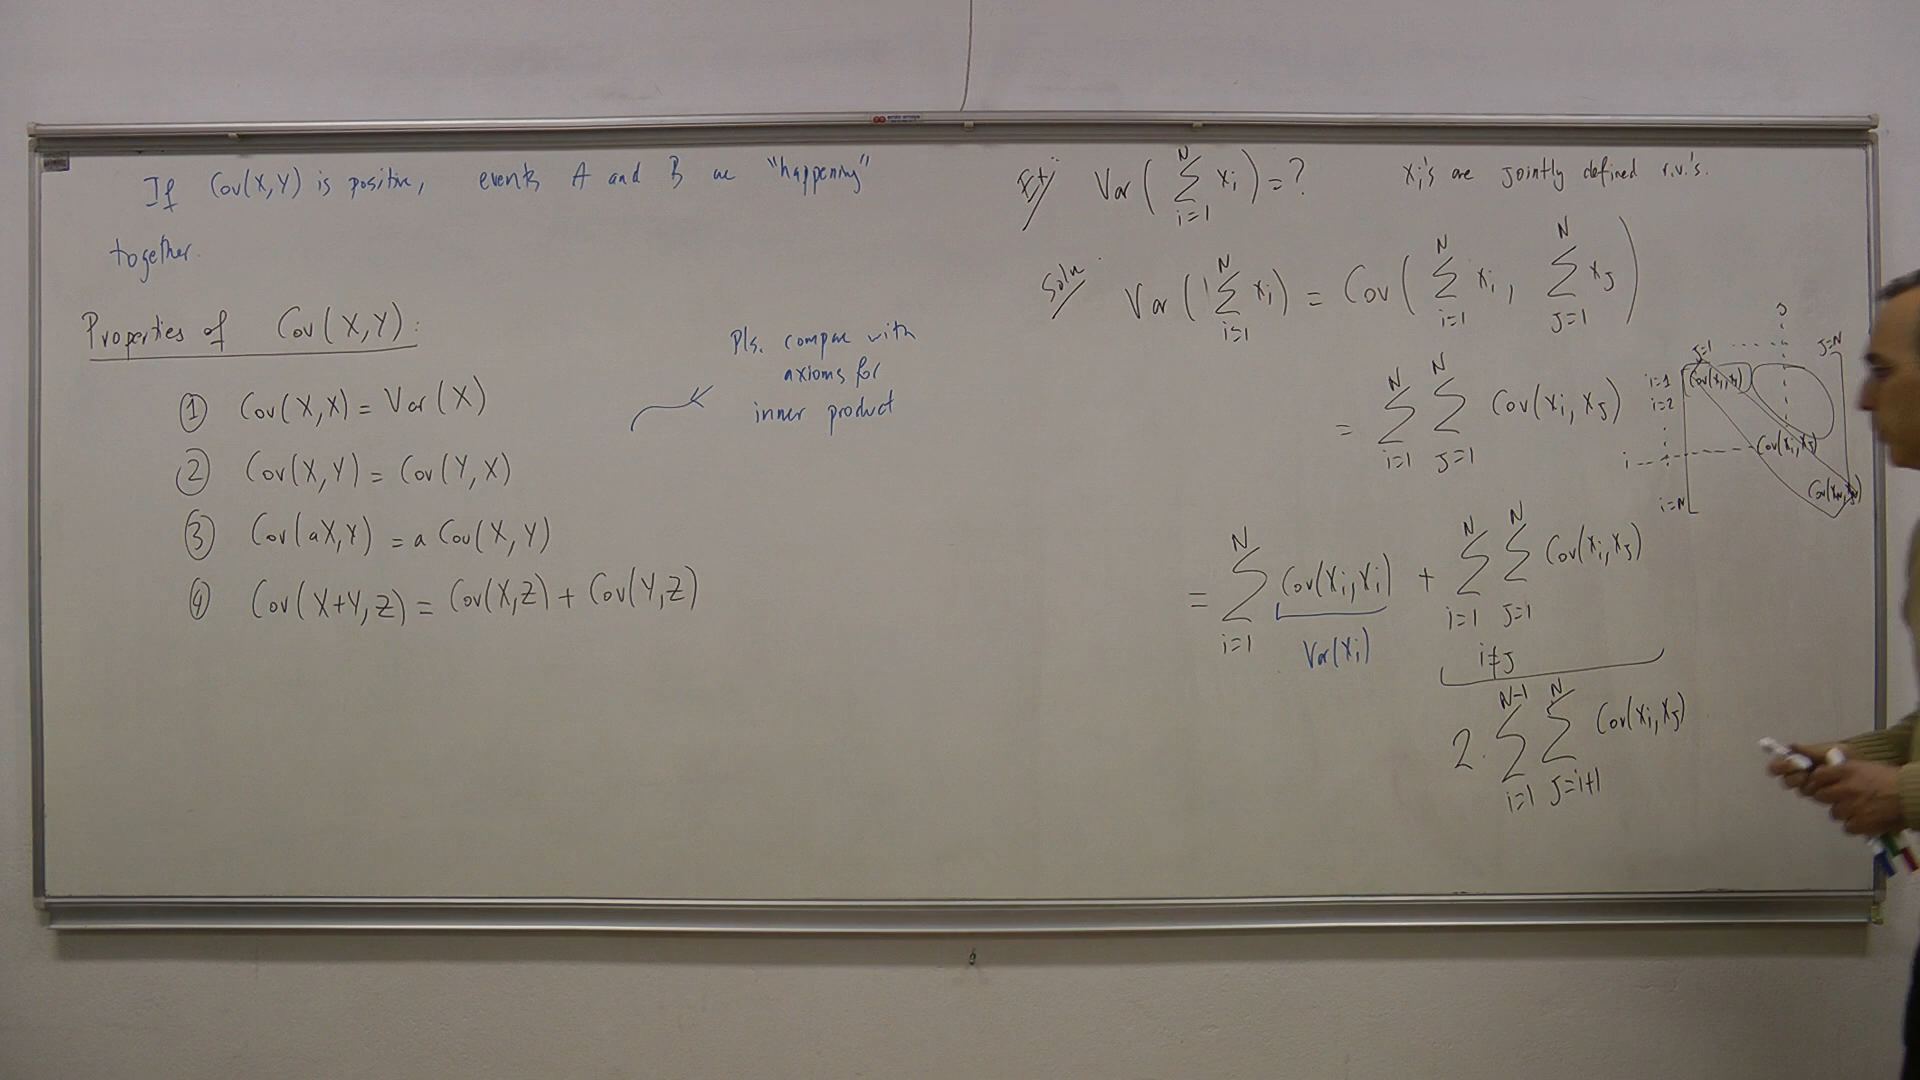 If Cov(X,Y) is positive, events A and B are "happening"
together.
Properties of Cov(X,Y):
① Cov(X,X) = Var(X)
② Cov(X,Y) = Cov(Y,X)
③ Cov(aX,Y) = a Cov(X,Y)
④ Cov(X+Y,Z) = Cov(X,Z) + Cov(Y,Z)
Pls. compare with
axioms for
inner product
Ex: Var( ∑_{i=1}^{N} Xi ) = ? Xi's are jointly defined r.v.'s.
Soln. Var( ∑_{i=1}^{N} Xi ) = Cov( ∑_{i=1}^{N} Xi, ∑_{J=1}^{N} XJ )
= ∑_{i=1}^{N} ∑_{J=1}^{N} Cov(Xi, XJ)
J=1 J J=N
i=1 Cov(X1,X1)
i=2
i Cov(Xi,XJ)
i=N Cov(XN,XN)
= ∑_{i=1}^{N} Cov(Xi,Xi) + ∑_{i=1}^{N} ∑_{J=1}^{N} Cov(Xi,XJ)
Var(Xi) i≠J
2. ∑_{i=1}^{N-1} ∑_{J=i+1}^{N} Cov(Xi,XJ)